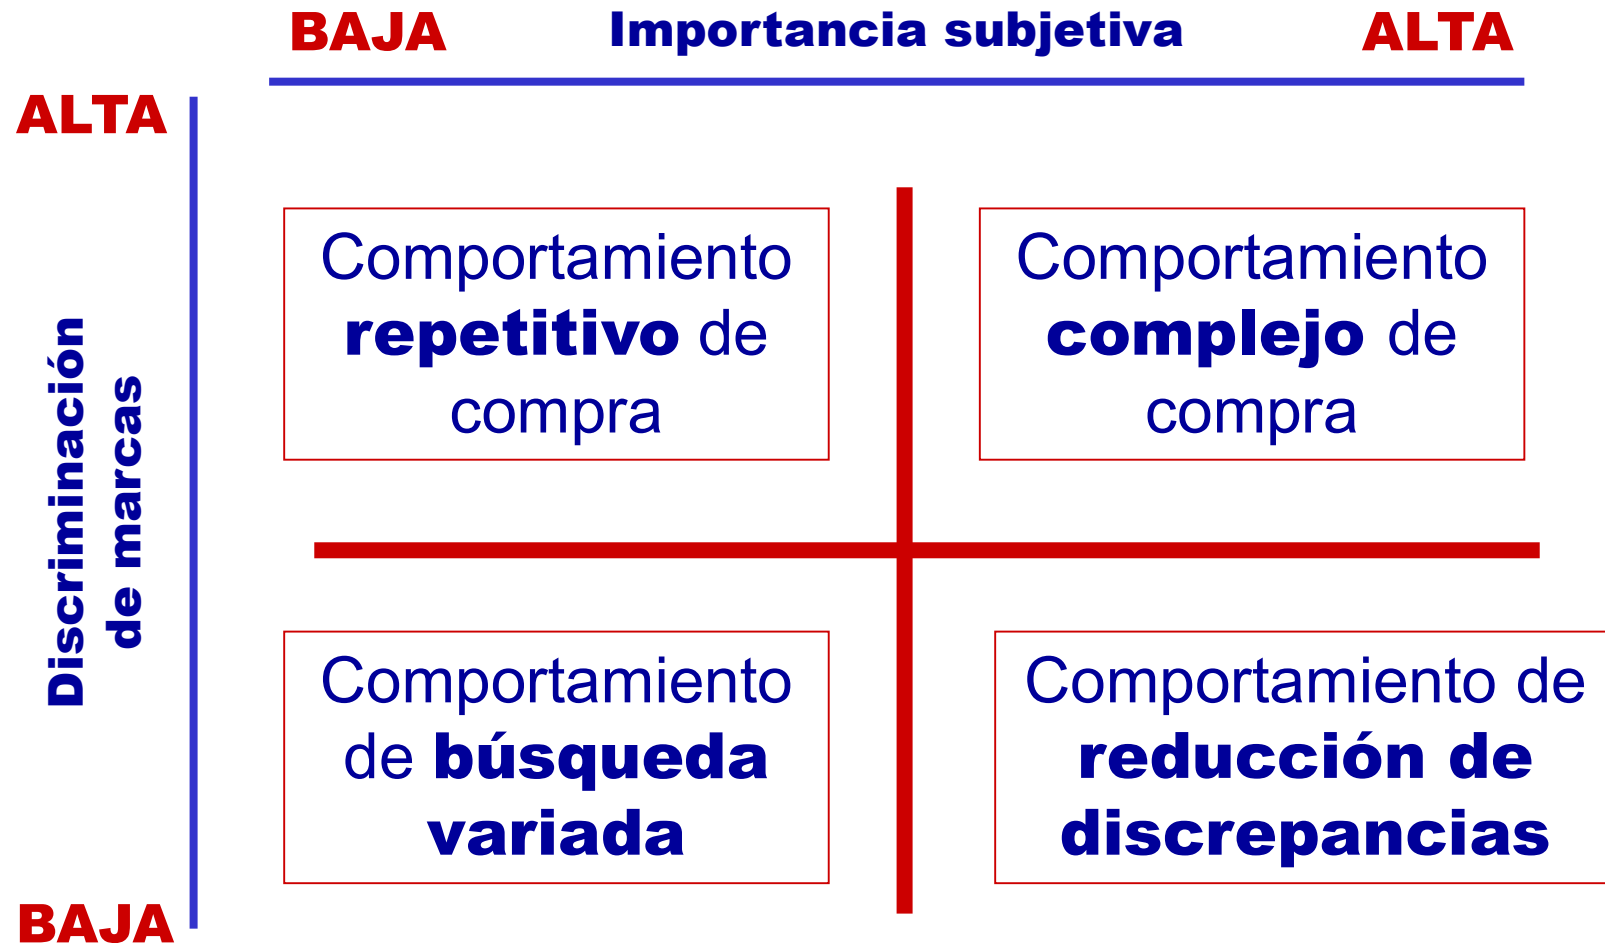 BAJA Importancia subjetiva ALTA
ALTA
Discriminación
de marcas
Comportamiento
repetitivo de
compra
Comportamiento
complejo de
compra
Comportamiento
de búsqueda
variada
Comportamiento de
reducción de
discrepancias
BAJA